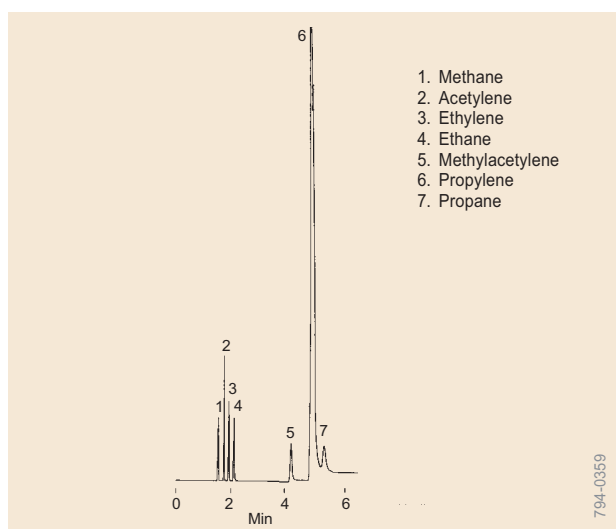 6
1. Methane
2. Acetylene
3. Ethylene
4. Ethane
5. Methylacetylene
6. Propylene
7. Propane
2
3
1 4
5 7
0 2 4 6
Min
794-0359